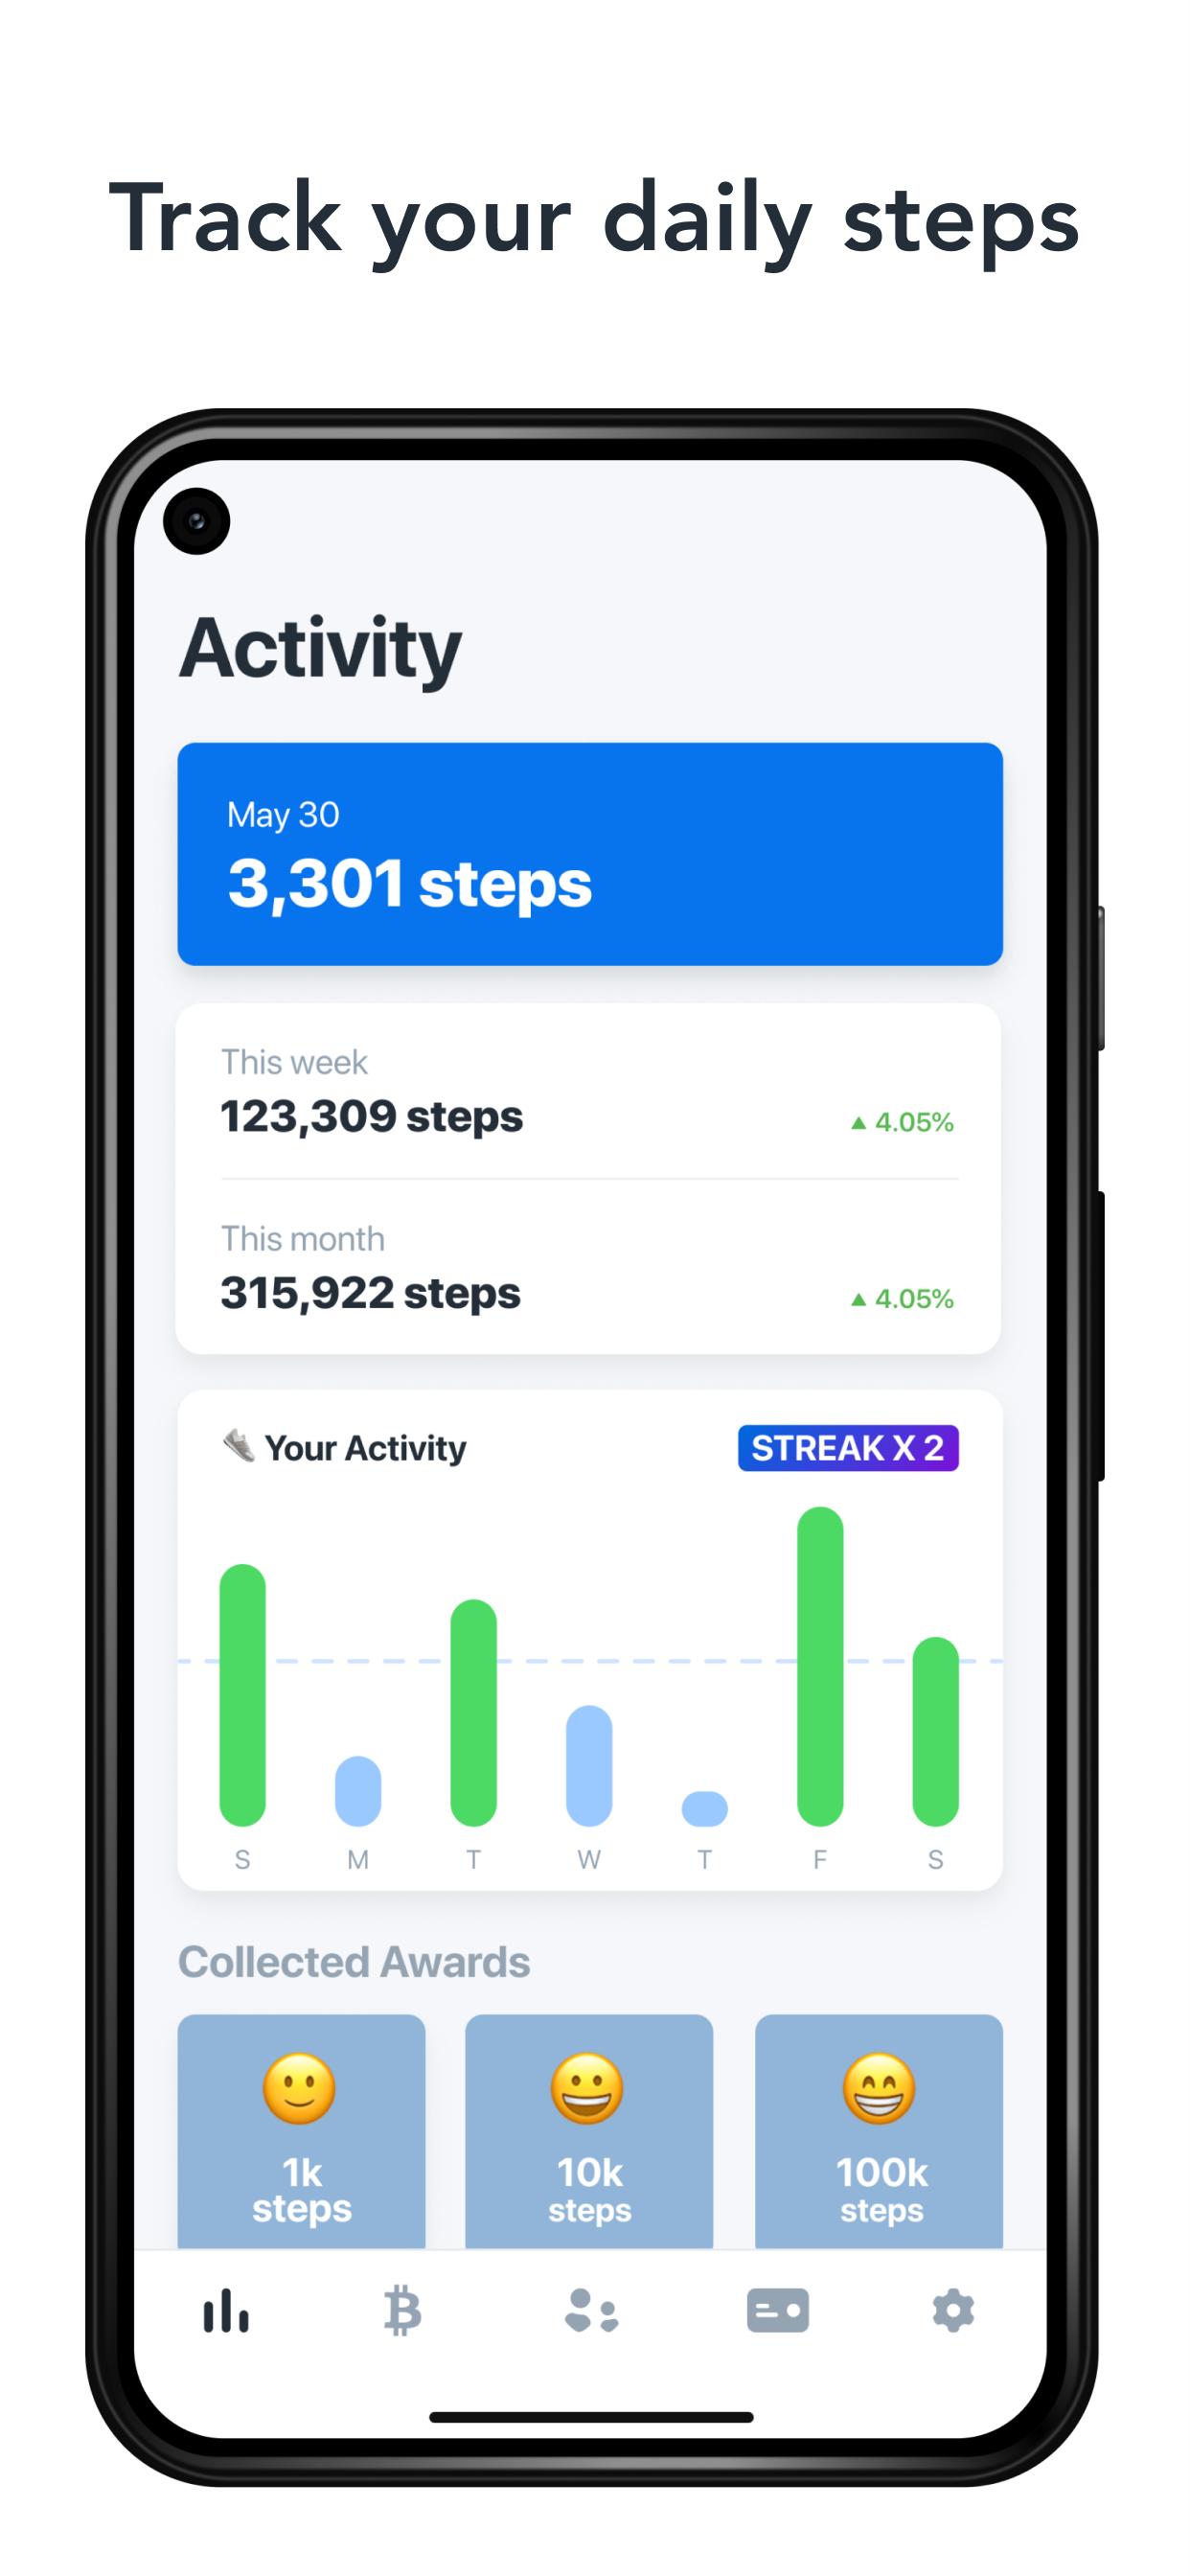 Track your daily steps
Activity
May 30
3,301 steps
This week
123,309 steps
▲ 4.05%
This month
315,922 steps
▲ 4.05%
Your Activity
STREAK X 2
S M T W T F S
Collected Awards
1k
steps
10k
steps
100k
steps